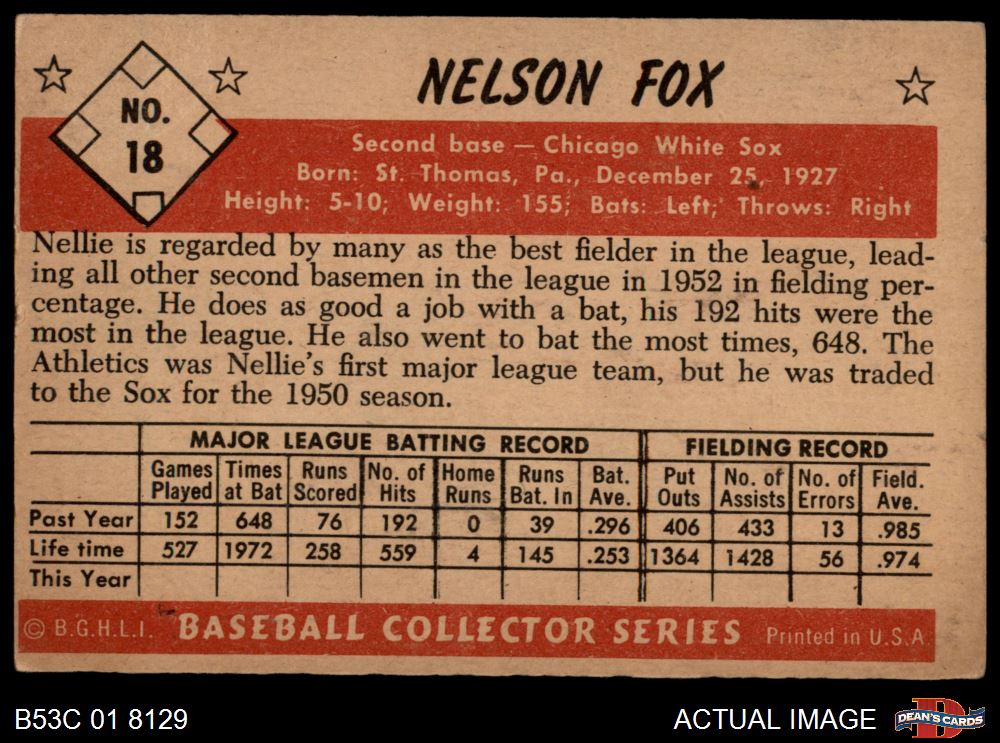 NELSON FOX
NO.
18
Second base — Chicago White Sox
Born: St. Thomas, Pa., December 25, 1927
Height: 5-10; Weight: 155; Bats: Left; Throws: Right
Nellie is regarded by many as the best fielder in the league, lead-
ing all other second basemen in the league in 1952 in fielding per-
centage. He does as good a job with a bat, his 192 hits were the
most in the league. He also went to bat the most times, 648. The
Athletics was Nellie's first major league team, but he was traded
to the Sox for the 1950 season.
MAJOR LEAGUE BATTING RECORD FIELDING RECORD
Games Times Runs No. of Home Runs Bat. Put No. of No. of Field.
Played at Bat Scored Hits Runs Bat. In Ave. Outs Assists Errors Ave.
Past Year 152 648 76 192 0 39 .296 406 433 13 .985
Life time 527 1972 258 559 4 145 .253 1364 1428 56 .974
This Year
© B.G.H.L.I. BASEBALL COLLECTOR SERIES Printed in U.S.A
B53C 01 8129 ACTUAL IMAGE DEAN'S CARDS